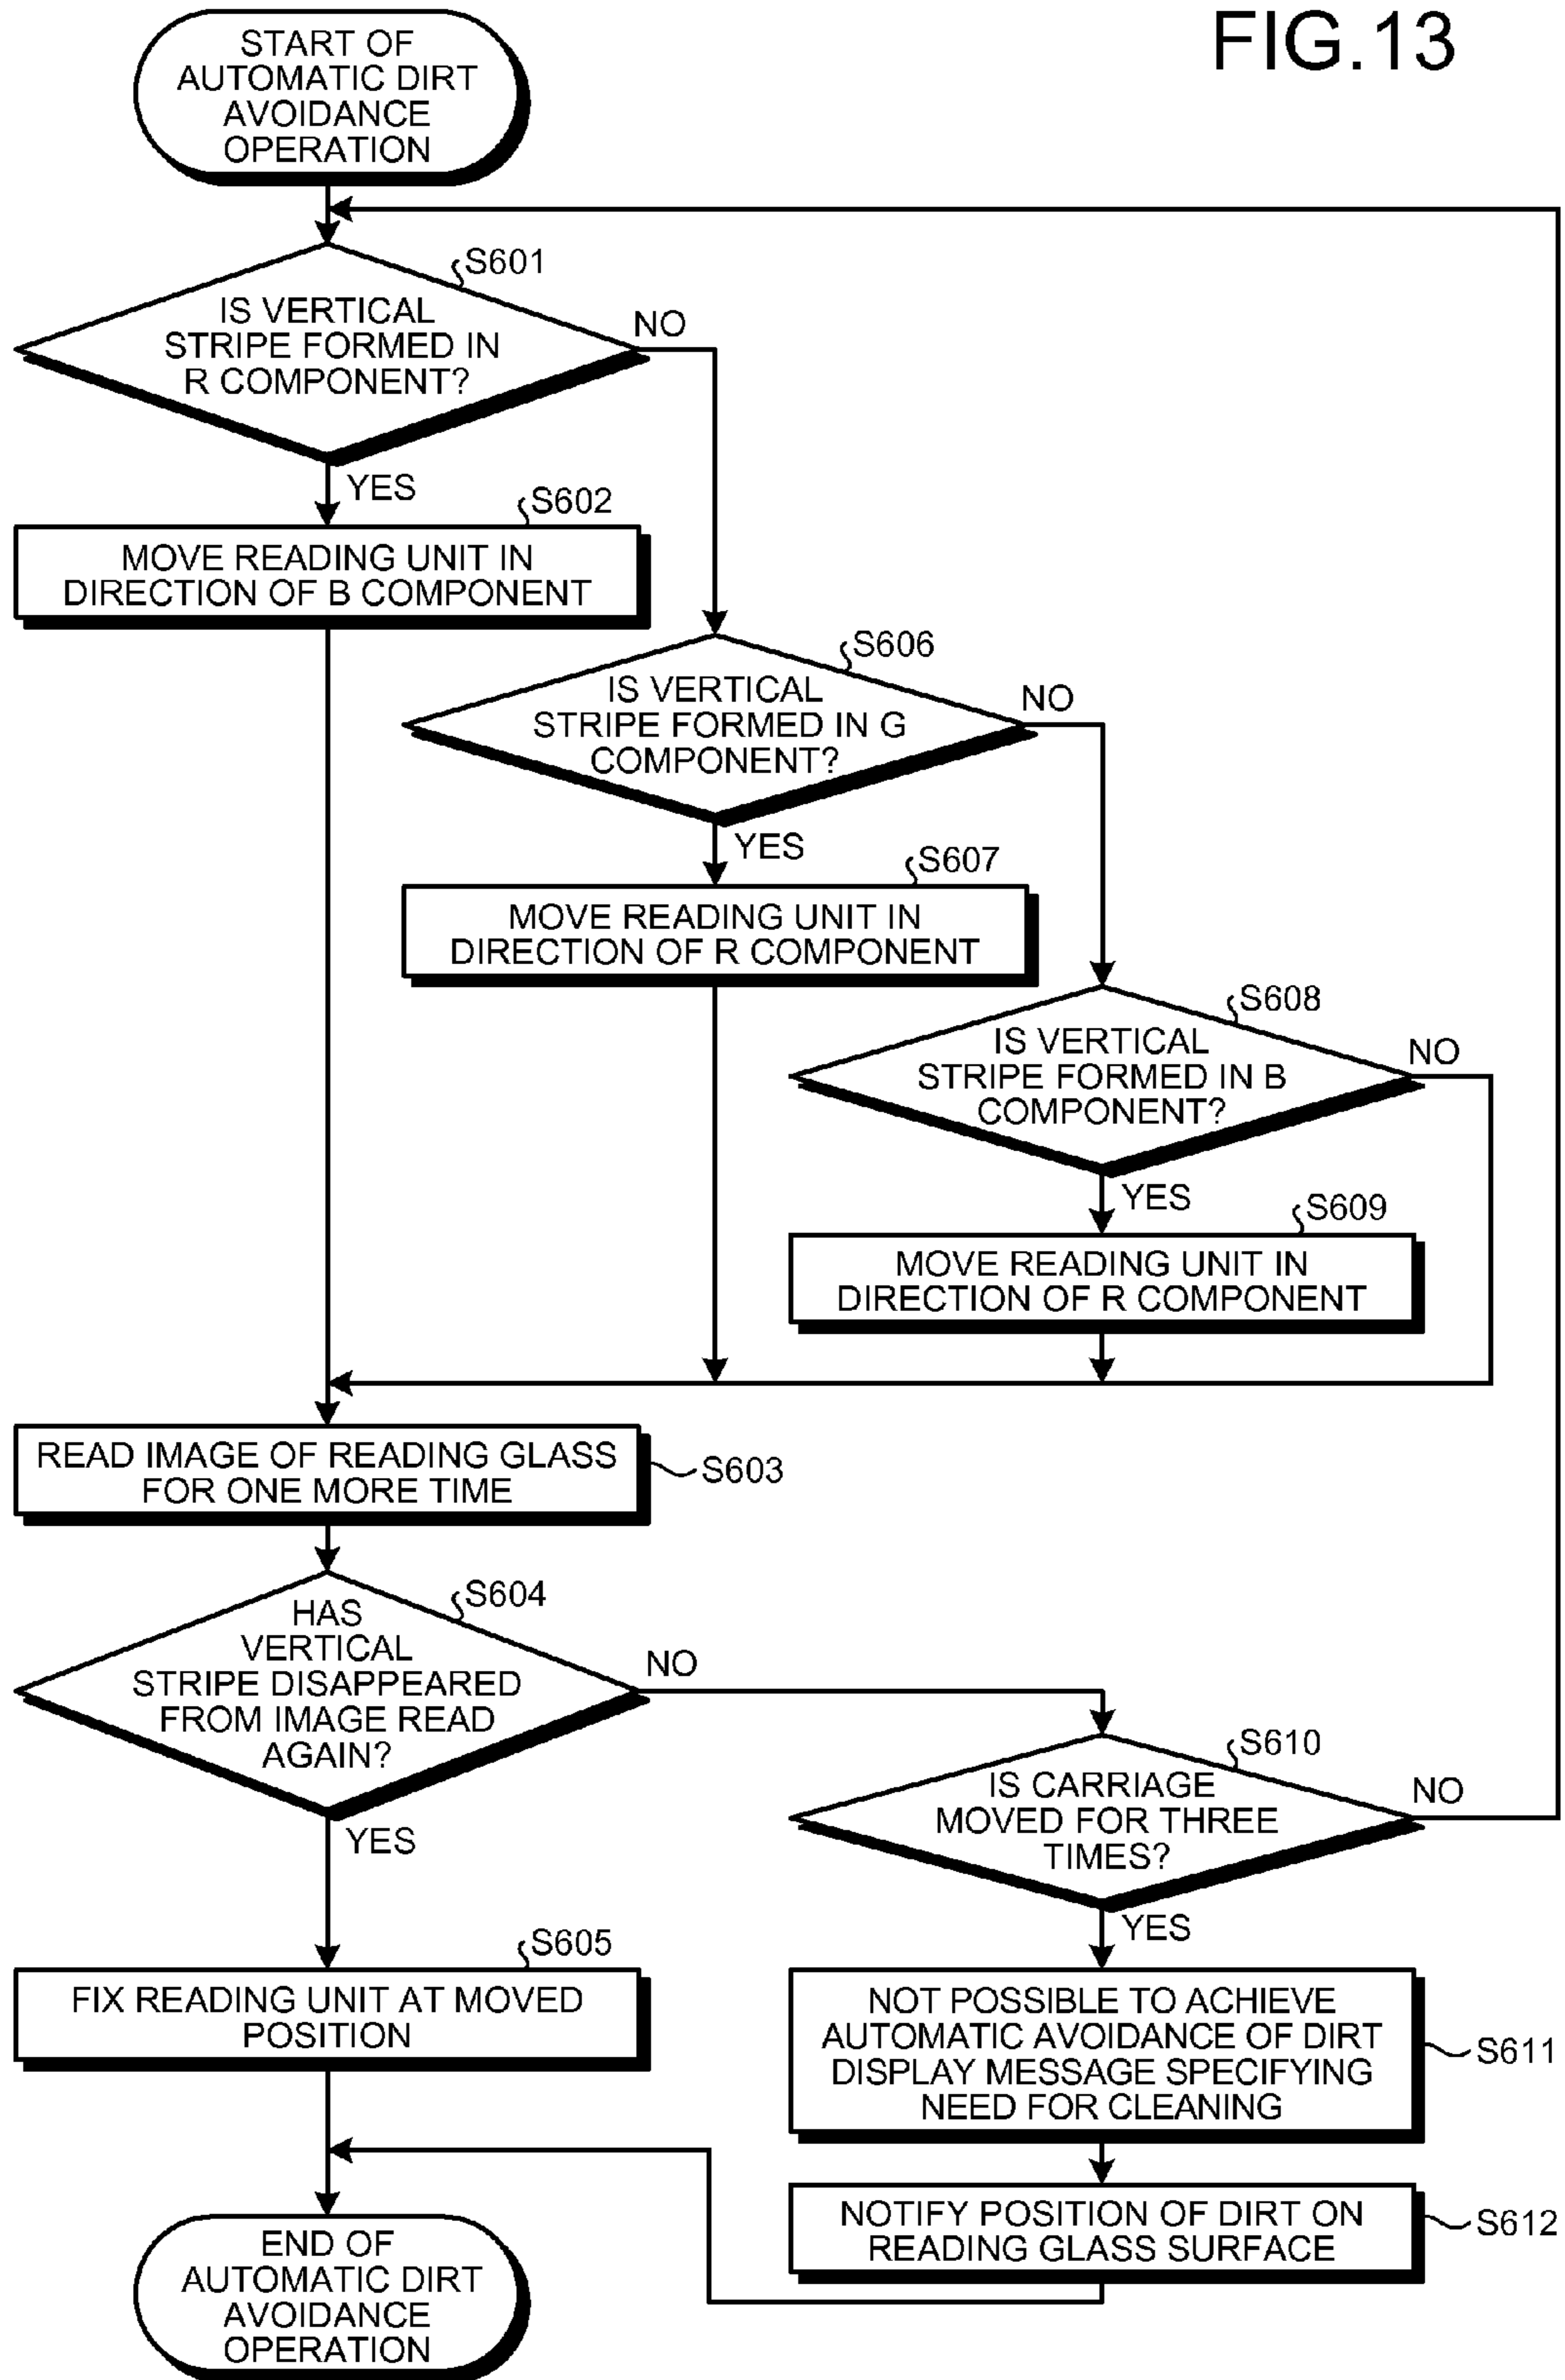 FIG.13
START OF
AUTOMATIC DIRT
AVOIDANCE
OPERATION
S601
IS VERTICAL
STRIPE FORMED IN
R COMPONENT?
NO
YES
S602
MOVE READING UNIT IN
DIRECTION OF B COMPONENT
S606
IS VERTICAL
STRIPE FORMED IN G
COMPONENT?
NO
YES
S607
MOVE READING UNIT IN
DIRECTION OF R COMPONENT
S608
IS VERTICAL
STRIPE FORMED IN B
COMPONENT?
NO
YES
S609
MOVE READING UNIT IN
DIRECTION OF R COMPONENT
READ IMAGE OF READING GLASS
FOR ONE MORE TIME
S603
S604
HAS
VERTICAL
STRIPE DISAPPEARED
FROM IMAGE READ
AGAIN?
NO
YES
S610
IS CARRIAGE
MOVED FOR THREE
TIMES?
NO
YES
S605
FIX READING UNIT AT MOVED
POSITION
NOT POSSIBLE TO ACHIEVE
AUTOMATIC AVOIDANCE OF DIRT
DISPLAY MESSAGE SPECIFYING
NEED FOR CLEANING
S611
NOTIFY POSITION OF DIRT ON
READING GLASS SURFACE
S612
END OF
AUTOMATIC DIRT
AVOIDANCE
OPERATION